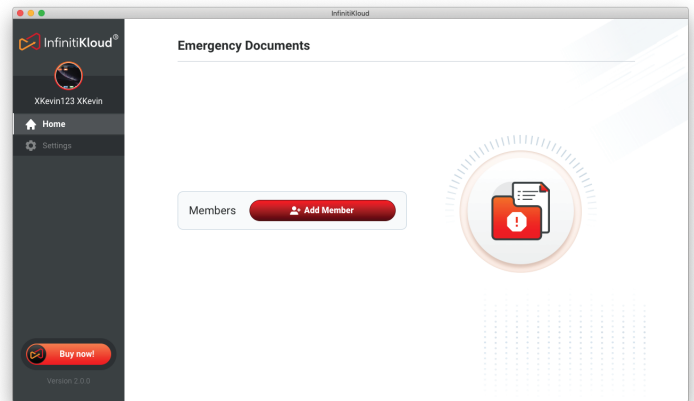 InfinitiKloud
InfinitiKloud®
XKevin123 XKevin
Home
Settings
Buy now!
Version 2.0.0
Emergency Documents
Members
Add Member